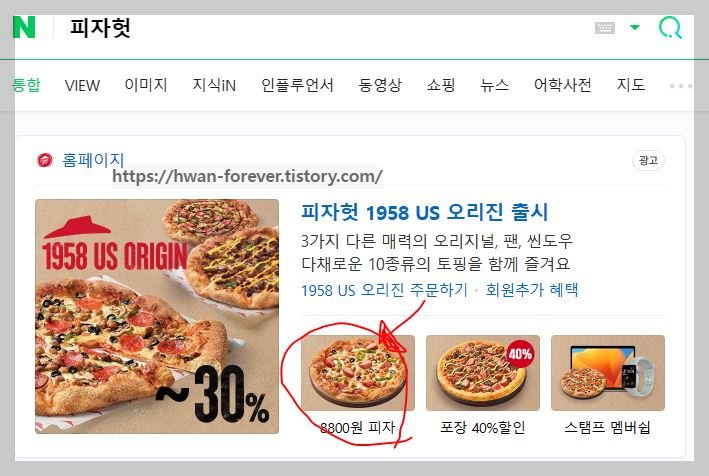 N 피자헛
통합 VIEW 이미지 지식iN 인플루언서 동영상 쇼핑 뉴스 어학사전 지도
홈페이지
광고
https://hwan-forever.tistory.com/
1958 US ORIGIN
~30%
피자헛 1958 US 오리진 출시
3가지 다른 매력의 오리지널, 팬, 씬도우
다채로운 10종류의 토핑을 함께 즐겨요
1958 US 오리진 주문하기 · 회원추가 혜택
40%
8800원 피자
포장 40%할인
스탬프 멤버쉽